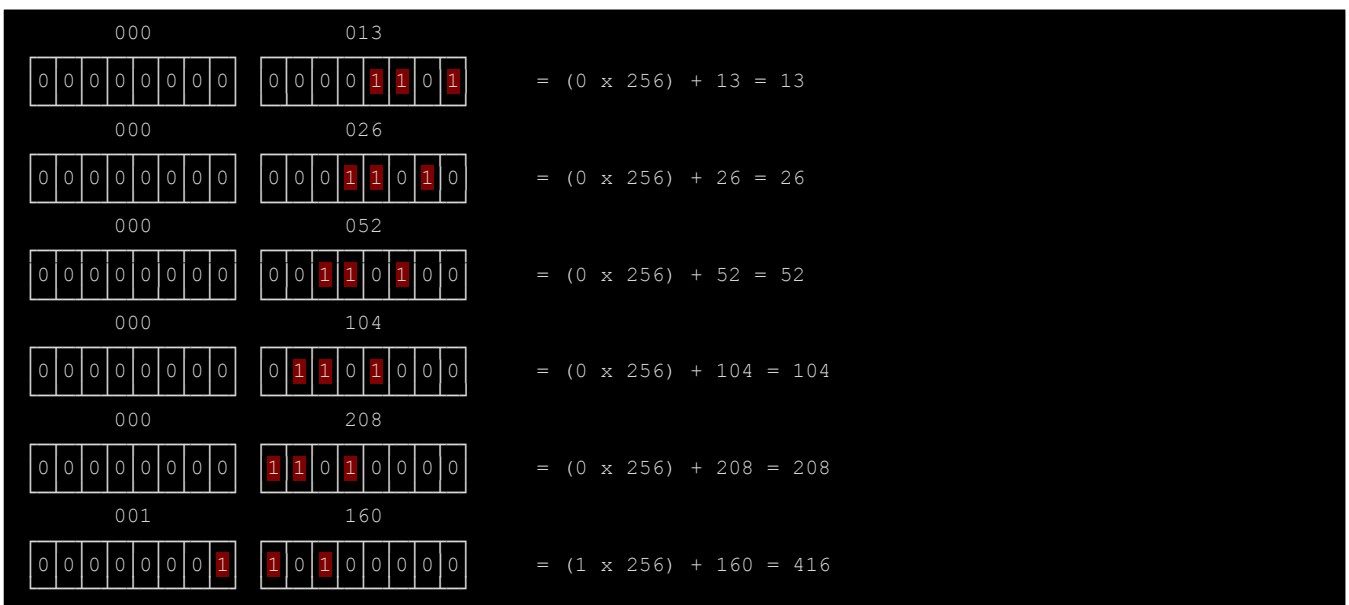 000 013
0 0 0 0 0 0 0 0 0 0 0 0 1 1 0 1 = (0 x 256) + 13 = 13
000 026
0 0 0 0 0 0 0 0 0 0 0 1 1 0 1 0 = (0 x 256) + 26 = 26
000 052
0 0 0 0 0 0 0 0 0 0 1 1 0 1 0 0 = (0 x 256) + 52 = 52
000 104
0 0 0 0 0 0 0 0 0 1 1 0 1 0 0 0 = (0 x 256) + 104 = 104
000 208
0 0 0 0 0 0 0 0 1 1 0 1 0 0 0 0 = (0 x 256) + 208 = 208
001 160
0 0 0 0 0 0 0 1 1 0 1 0 0 0 0 0 = (1 x 256) + 160 = 416